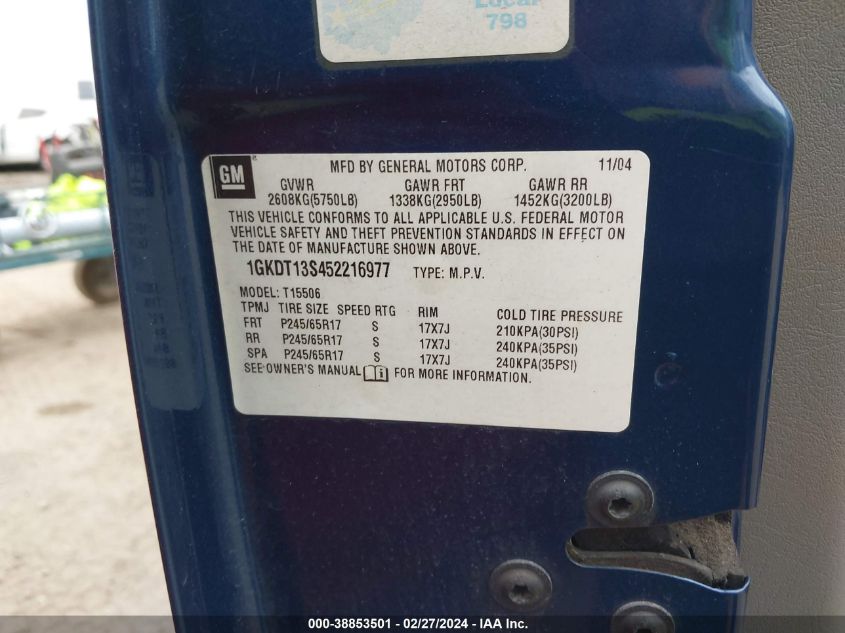 Local
798
GM
MFD BY GENERAL MOTORS CORP. 11/04
GVWR GAWR FRT GAWR RR
2608KG(5750LB) 1338KG(2950LB) 1452KG(3200LB)
THIS VEHICLE CONFORMS TO ALL APPLICABLE U.S. FEDERAL MOTOR
VEHICLE SAFETY AND THEFT PREVENTION STANDARDS IN EFFECT ON
THE DATE OF MANUFACTURE SHOWN ABOVE.
1GKDT13S452216977 TYPE: M.P.V.
MODEL: T15506
TPMJ TIRE SIZE SPEED RTG RIM COLD TIRE PRESSURE
FRT P245/65R17 S 17X7J 210KPA(30PSI)
RR P245/65R17 S 17X7J 240KPA(35PSI)
SPA P245/65R17 S 17X7J 240KPA(35PSI)
SEE OWNER'S MANUAL FOR MORE INFORMATION.
000-38853501 - 02/27/2024 - IAA Inc.